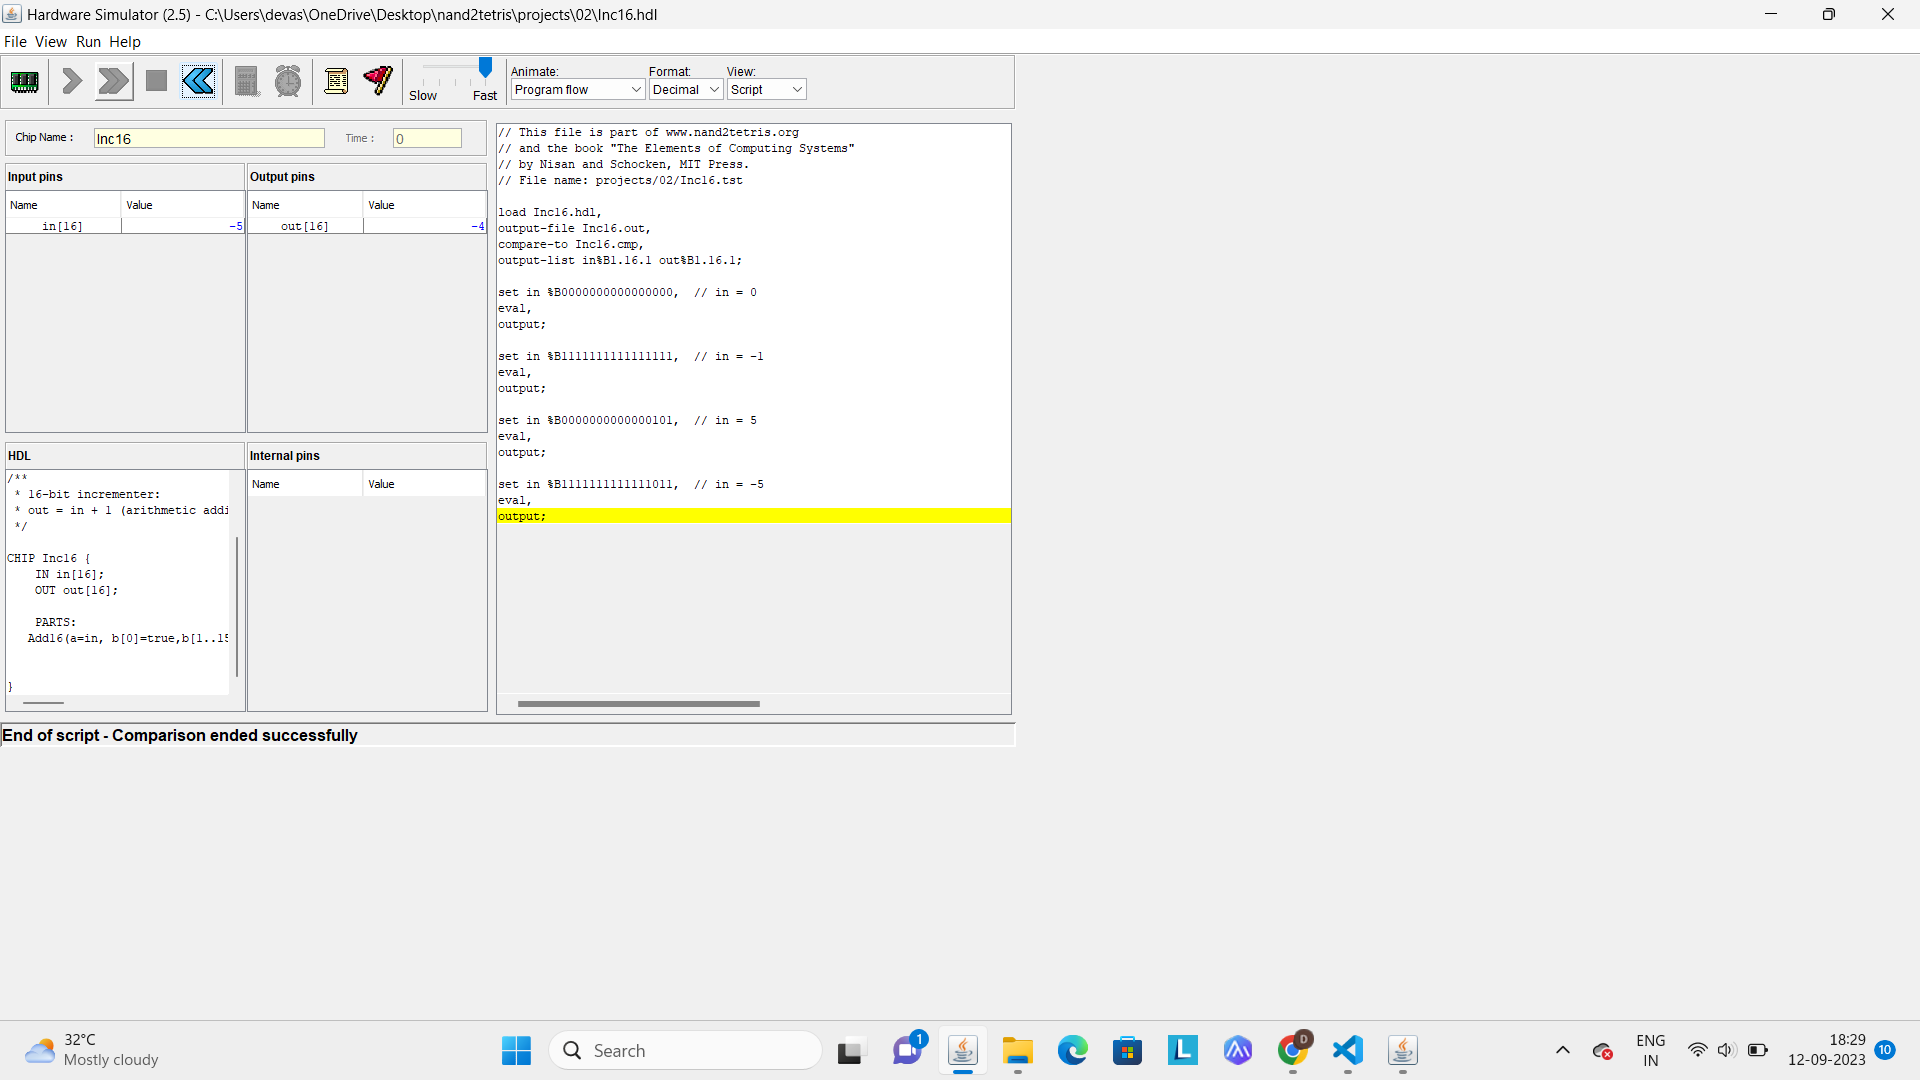 Hardware Simulator (2.5) - C:\Users\devas\OneDrive\Desktop\nand2tetris\projects\02\Inc16.hdl
File View Run Help
Slow Fast
Animate:
Program flow
Format:
Decimal
View:
Script
Chip Name :
Inc16
Time :
0
Input pins
Name Value
in[16] -5
Output pins
Name Value
out[16] -4
HDL
/**
* 16-bit incrementer:
* out = in + 1 (arithmetic addi
*/
CHIP Inc16 {
IN in[16];
OUT out[16];
PARTS:
Add16(a=in, b[0]=true,b[1..15
}
Internal pins
Name Value
// This file is part of www.nand2tetris.org
// and the book "The Elements of Computing Systems"
// by Nisan and Schocken, MIT Press.
// File name: projects/02/Inc16.tst
load Inc16.hdl,
output-file Inc16.out,
compare-to Inc16.cmp,
output-list in%B1.16.1 out%B1.16.1;
set in %B0000000000000000,  // in = 0
eval,
output;
set in %B1111111111111111,  // in = -1
eval,
output;
set in %B0000000000000101,  // in = 5
eval,
output;
set in %B1111111111111011,  // in = -5
eval,
output;
End of script - Comparison ended successfully
32°C
Mostly cloudy
Search
1
L
D
ENG
IN
18:29
12-09-2023
10